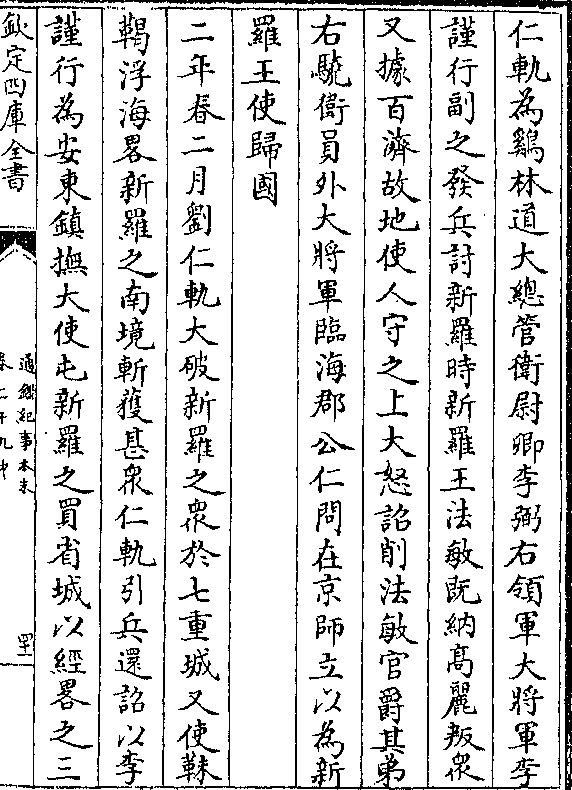 仁軌為鷄林道大總管衛尉卿李弼右領軍大將軍李
謹行副之發兵討新羅時新羅王法敏既納髙麗叛衆
又據百濟故地使人守之上大怒詔削法敏官爵其弟
右驍衛員外大將軍臨海郡公仁問在京師立以為新
羅王使歸國
二年春二月劉仁軌大破新羅之衆於七重城又使靺
鞨浮海畧新羅之南境斬獲甚衆仁軌引兵還詔以李
謹行為安東鎮撫大使屯新羅之買省城以經畧之三
欽定四庫全書
通鑑紀事本末
卷二十九中